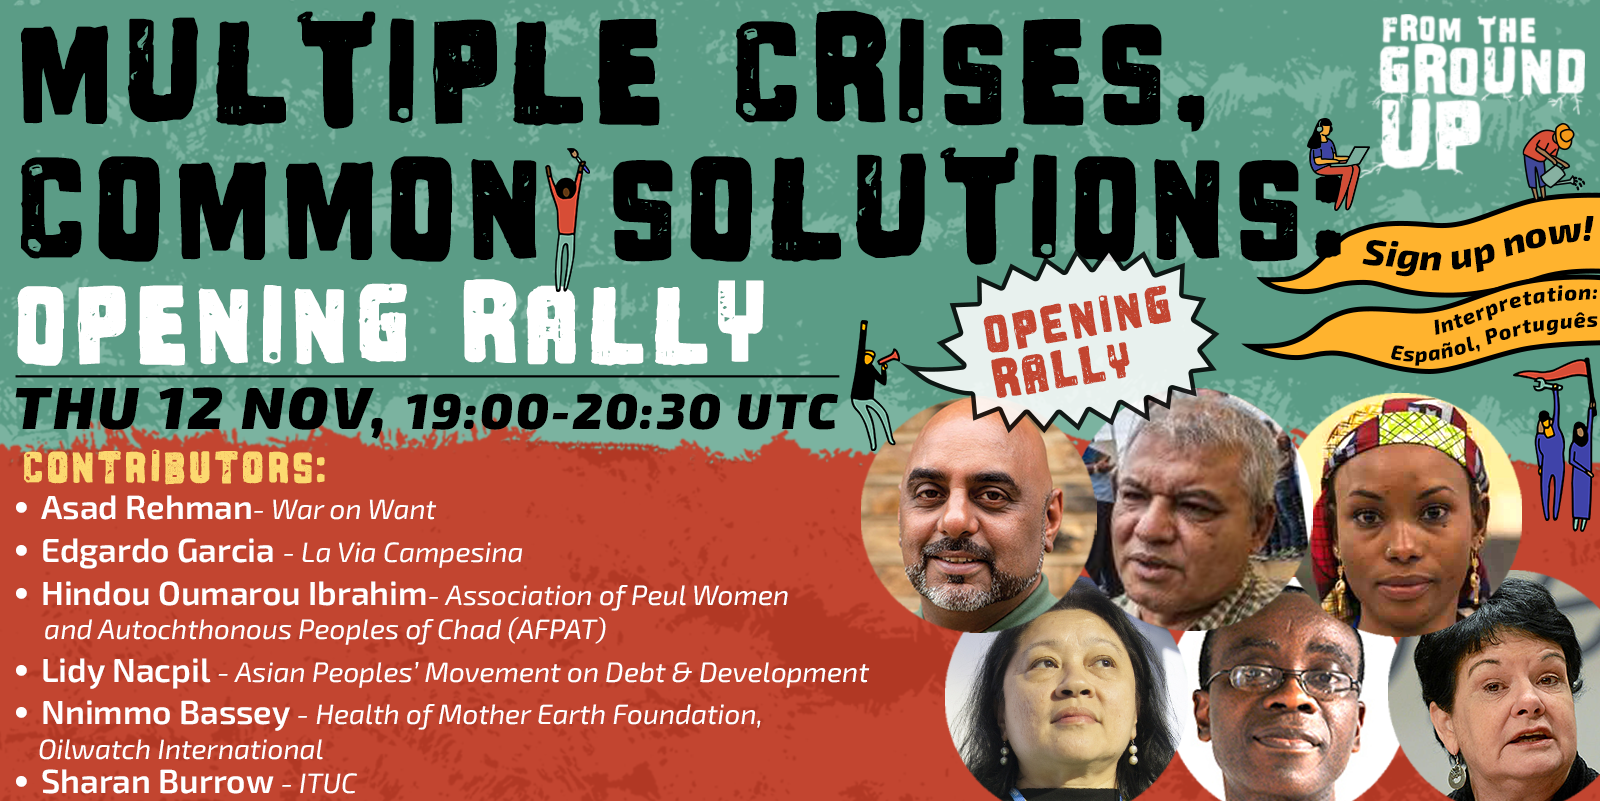 MULTIPLE CRISES,
COMMON SOLUTIONS:
OPENING RALLY
THU 12 NOV, 19:00-20:30 UTC
CONTRIBUTORS:
• Asad Rehman- War on Want
• Edgardo Garcia - La Via Campesina
• Hindou Oumarou Ibrahim- Association of Peul Women
and Autochthonous Peoples of Chad (AFPAT)
• Lidy Nacpil - Asian Peoples' Movement on Debt & Development
• Nnimmo Bassey - Health of Mother Earth Foundation,
Oilwatch International
• Sharan Burrow - ITUC
FROM THE
GROUND
UP
Sign up now!
Interpretation:
Español, Português
OPENING
RALLY